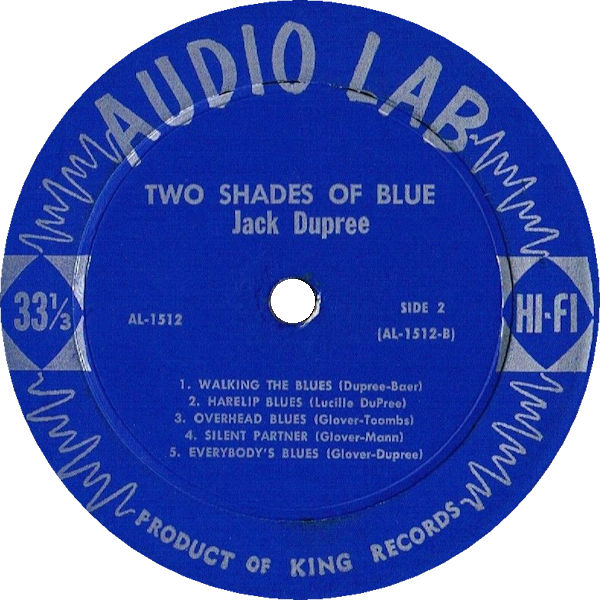 AUDIO LAB
TWO SHADES OF BLUE
Jack Dupree
33⅓
HI-FI
AL-1512
SIDE 2
(AL-1512-B)
1. WALKING THE BLUES (Dupree-Baer)
2. HARELIP BLUES (Lucille DuPree)
3. OVERHEAD BLUES (Glover-Toombs)
4. SILENT PARTNER (Glover-Mann)
5. EVERYBODY'S BLUES (Glover-Dupree)
PRODUCT OF KING RECORDS